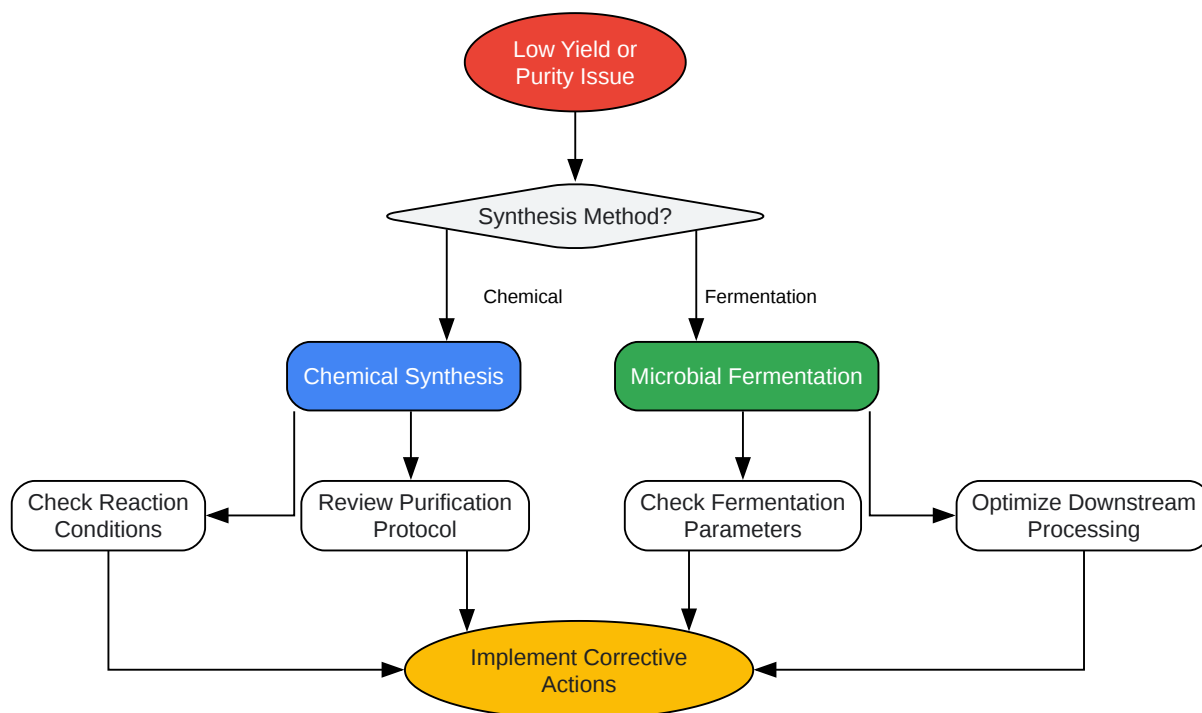 Low Yield or
Purity Issue
Synthesis Method?
Chemical
Fermentation
Chemical Synthesis
Microbial Fermentation
Check Reaction
Conditions
Review Purification
Protocol
Check Fermentation
Parameters
Optimize Downstream
Processing
Implement Corrective
Actions